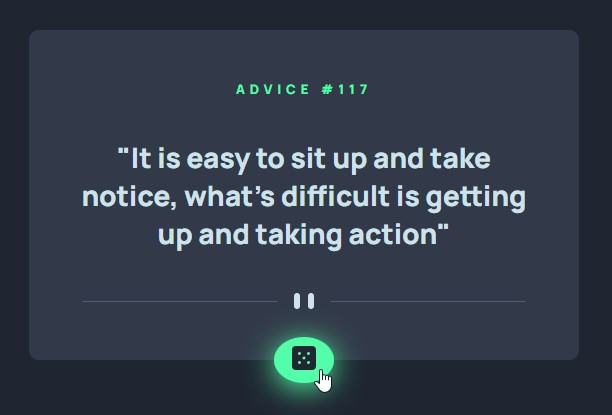 ADVICE #117
"It is easy to sit up and take
notice, what's difficult is getting
up and taking action"